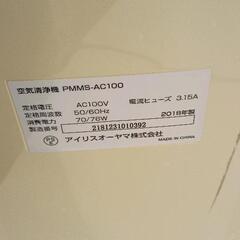 空気清浄機 PMMS-AC100
定格電圧 AC100V 電流ヒューズ 3.15A
定格周波数 50/60Hz
消費電力 70/76W 2018年製
製造番号 2181231010392
アイリスオーヤマ株式会社 MADE IN CHINA